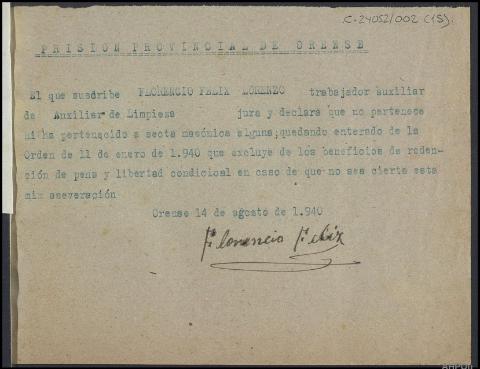 C-24052/002 (15).
PRISION PROVINCIAL DE ORENSE
El que suscribe FLORENCIO FELIX LORENZO trabajador auxiliar
de Auxiliar de Limpieza jura y declara que no pertenece
ni ha pertenecido a secta masónica alguna, quedando enterado de la
Orden de 11 de enero de 1.940 que excluye de los beneficios de reden-
ción de pena y libertad condicioal en caso de que no sea cierta esta
mix aseveración
Orense 14 de agosto de 1.940
Florencio Feliz